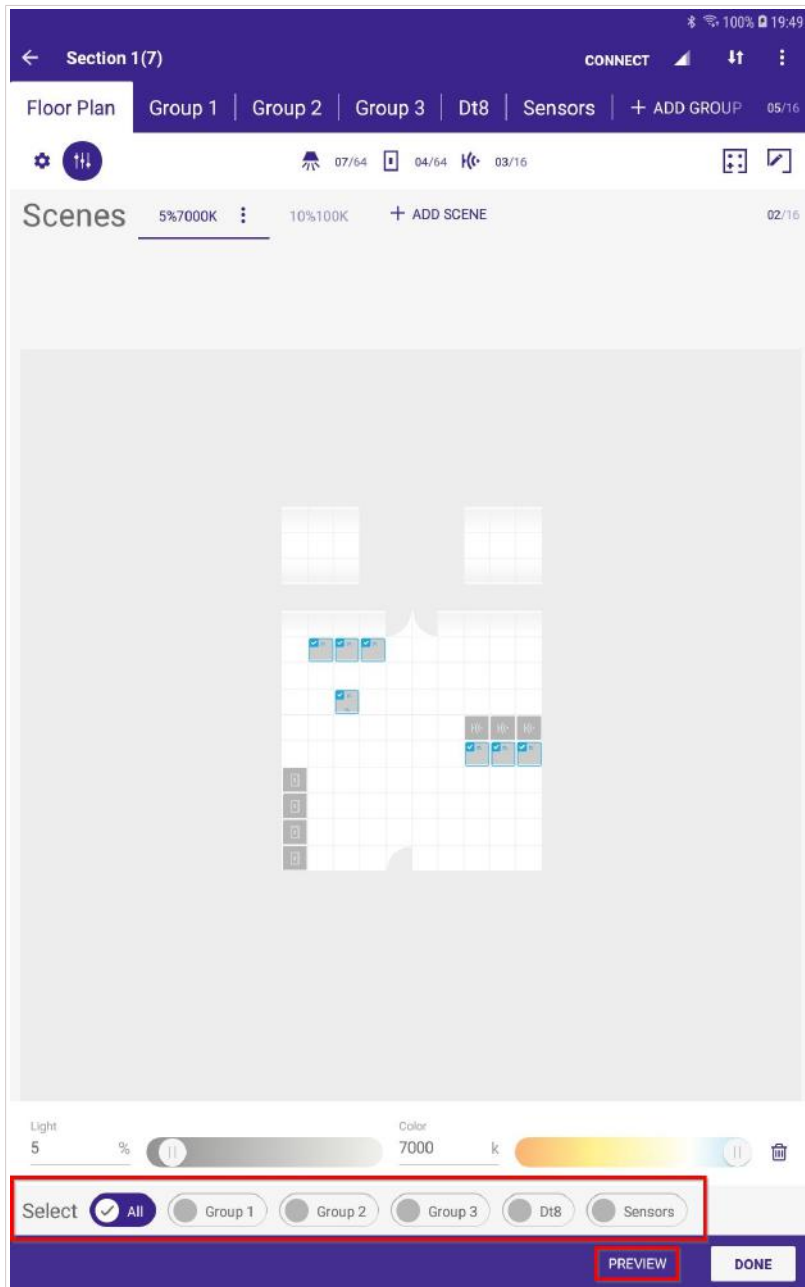 100% 19:49
Section 1(7) CONNECT
Floor Plan Group 1 Group 2 Group 3 Dt8 Sensors + ADD GROUP 05/16
07/64 04/64 03/16
Scenes 5%7000K 10%100K + ADD SCENE 02/16
Light Color
5 % 7000 k
Select All Group 1 Group 2 Group 3 Dt8 Sensors
PREVIEW DONE